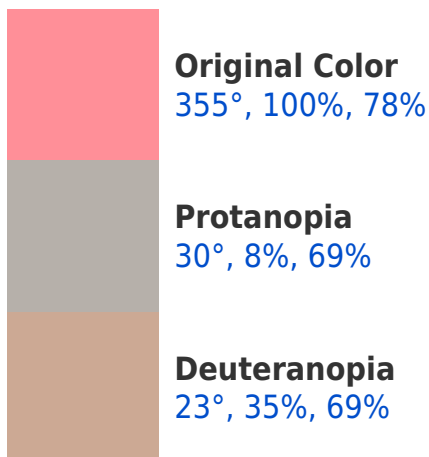 Original Color
355°, 100%, 78%
Protanopia
30°, 8%, 69%
Deuteranopia
23°, 35%, 69%